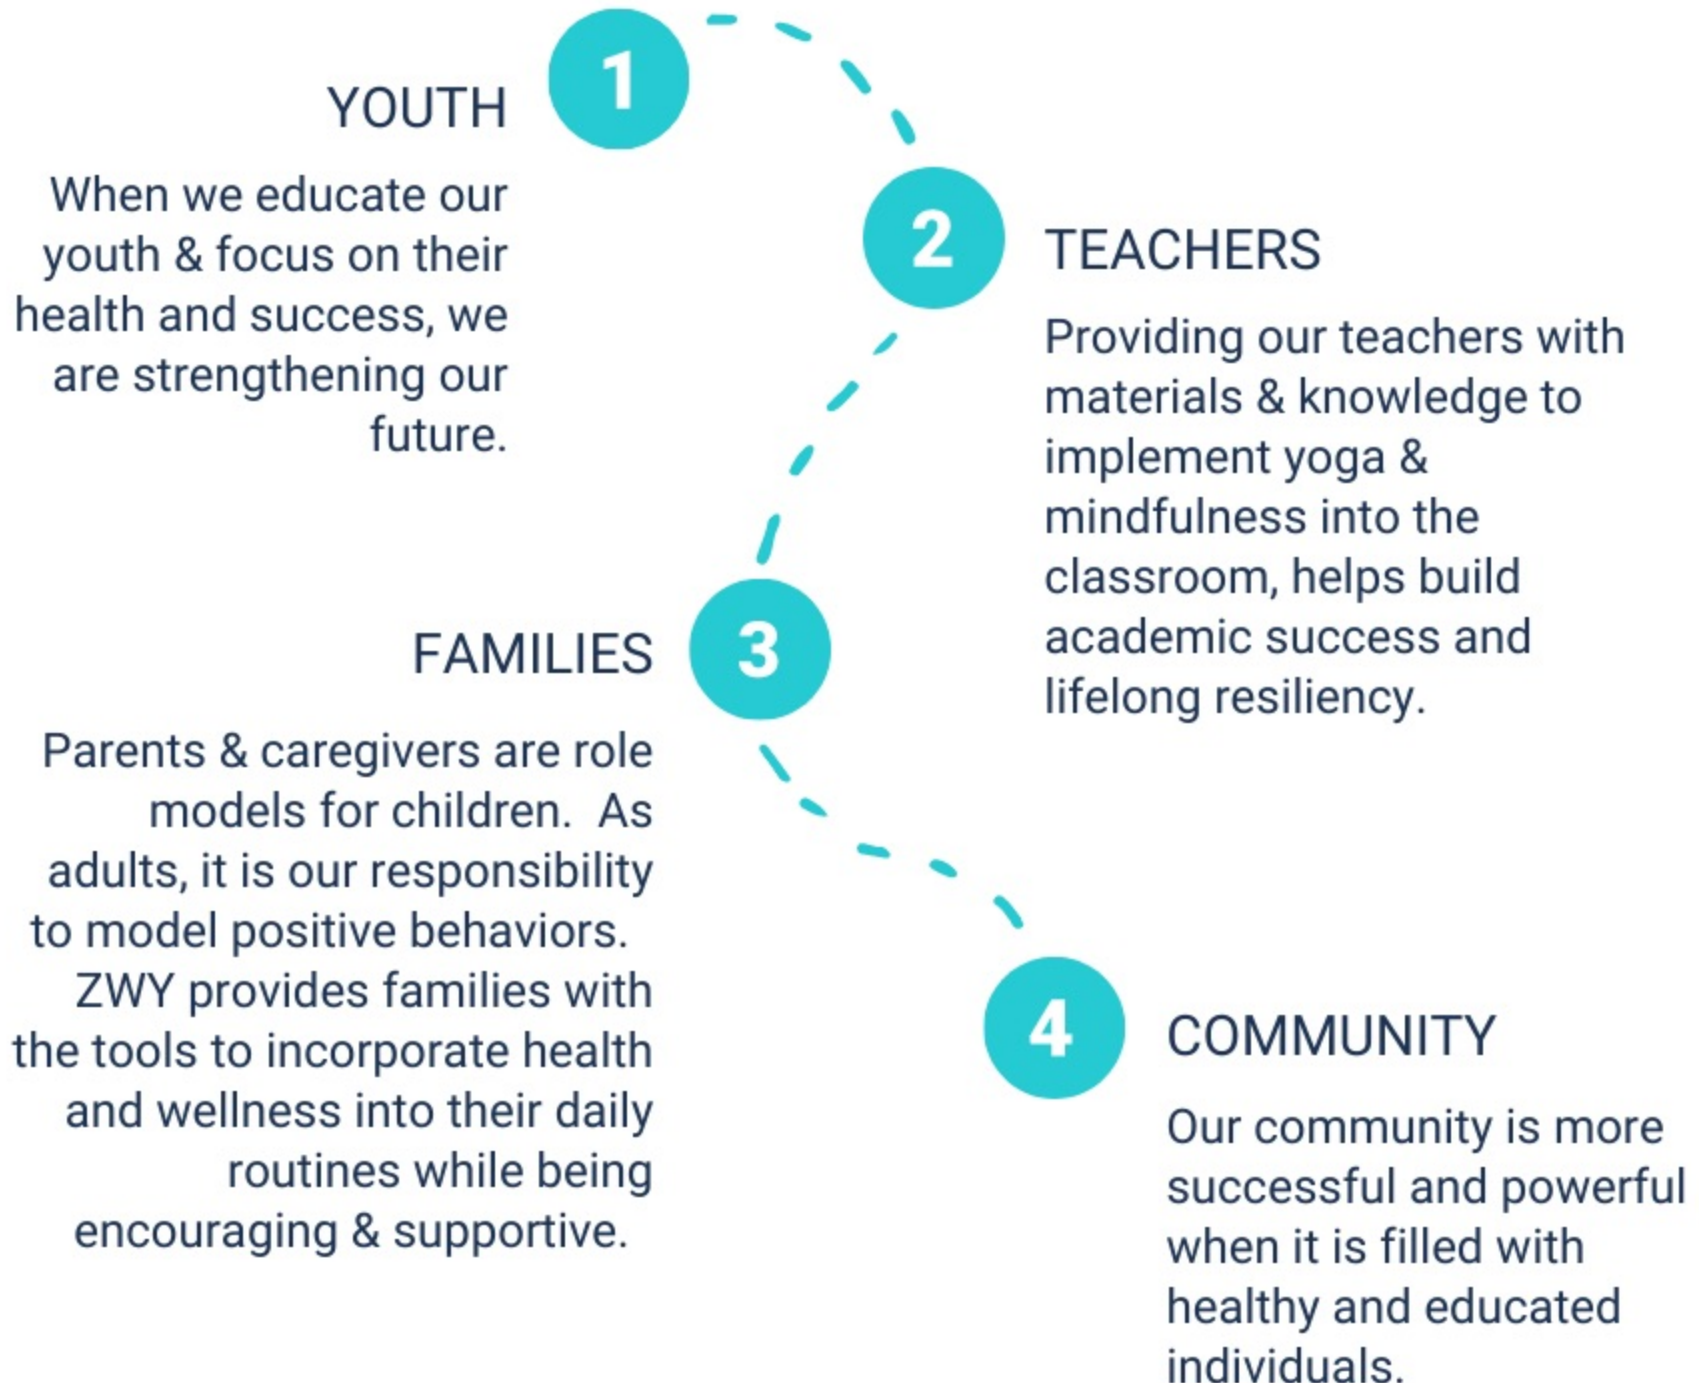 1
YOUTH
When we educate our
youth & focus on their
health and success, we
are strengthening our
future.
2
TEACHERS
Providing our teachers with
materials & knowledge to
implement yoga &
mindfulness into the
classroom, helps build
academic success and
lifelong resiliency.
3
FAMILIES
Parents & caregivers are role
models for children.  As
adults, it is our responsibility
to model positive behaviors.
ZWY provides families with
the tools to incorporate health
and wellness into their daily
routines while being
encouraging & supportive.
4
COMMUNITY
Our community is more
successful and powerful
when it is filled with
healthy and educated
individuals.